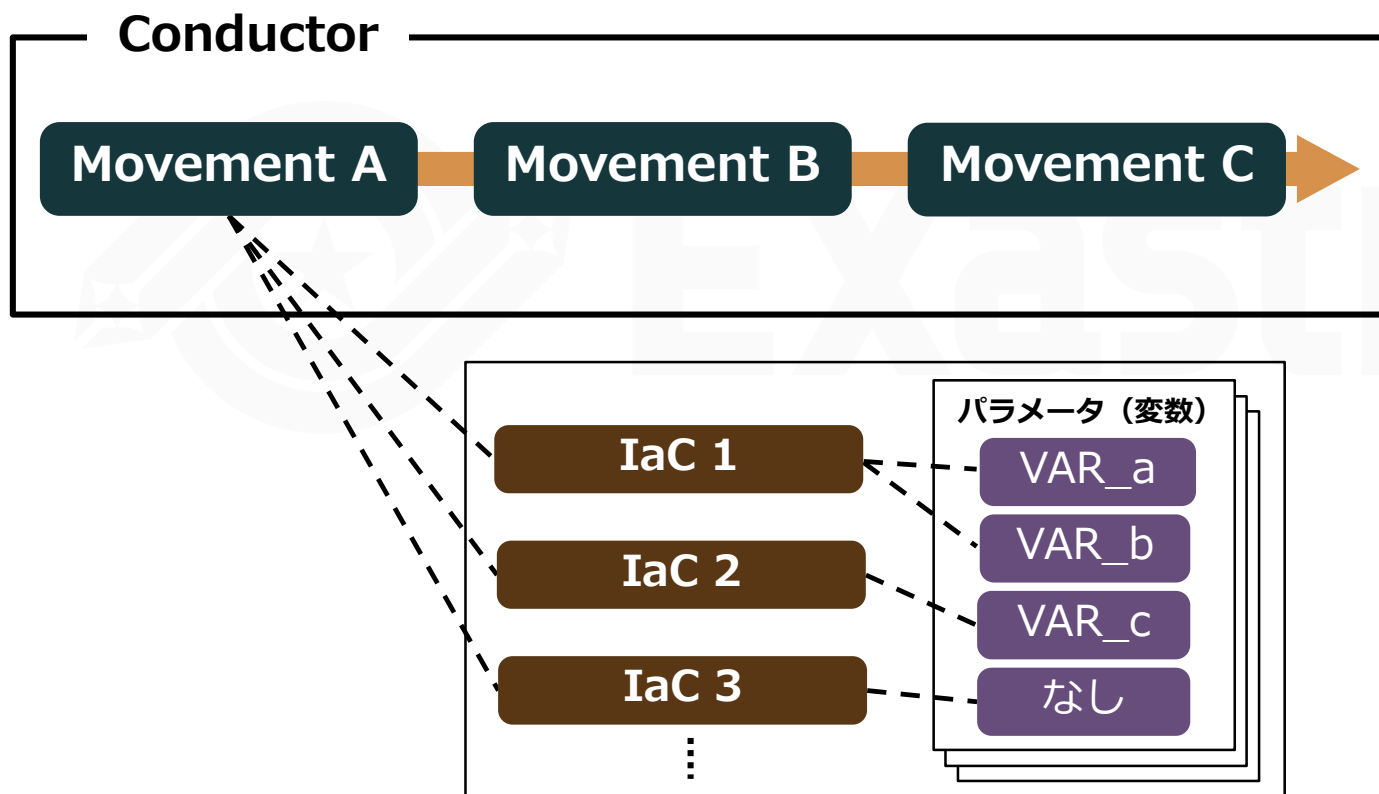 Conductor
Movement A
Movement B
Movement C
Exast
パラメータ（変数）
IaC 1
VAR_a
VAR_b
IaC 2
VAR_c
IaC 3
なし